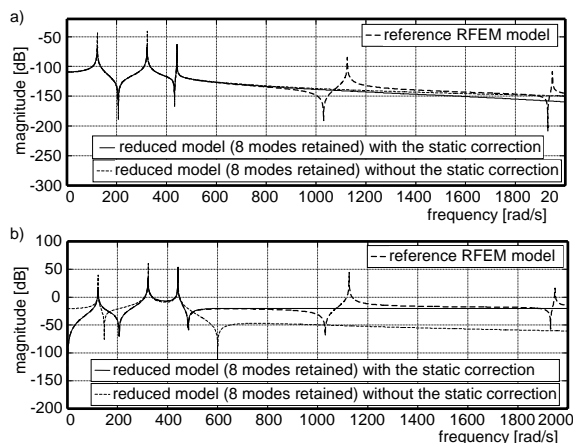 a)
-50
-100
-150
-200
-250
-300
magnitude [dB]
reference RFEM model
reduced model (8 modes retained) with the static correction
reduced model (8 modes retained) without the static correction
0 200 400 600 800 1000 1200 1400 1600 1800 20
frequency [rad/s]
b)
100
50
0
-50
-100
-150
-200
magnitude [dB]
reference RFEM model
reduced model (8 modes retained) with the static correction
reduced model (8 modes retained) without the static correction
0 200 400 600 800 1000 1200 1400 1600 1800 2000
frequency [rad/s]